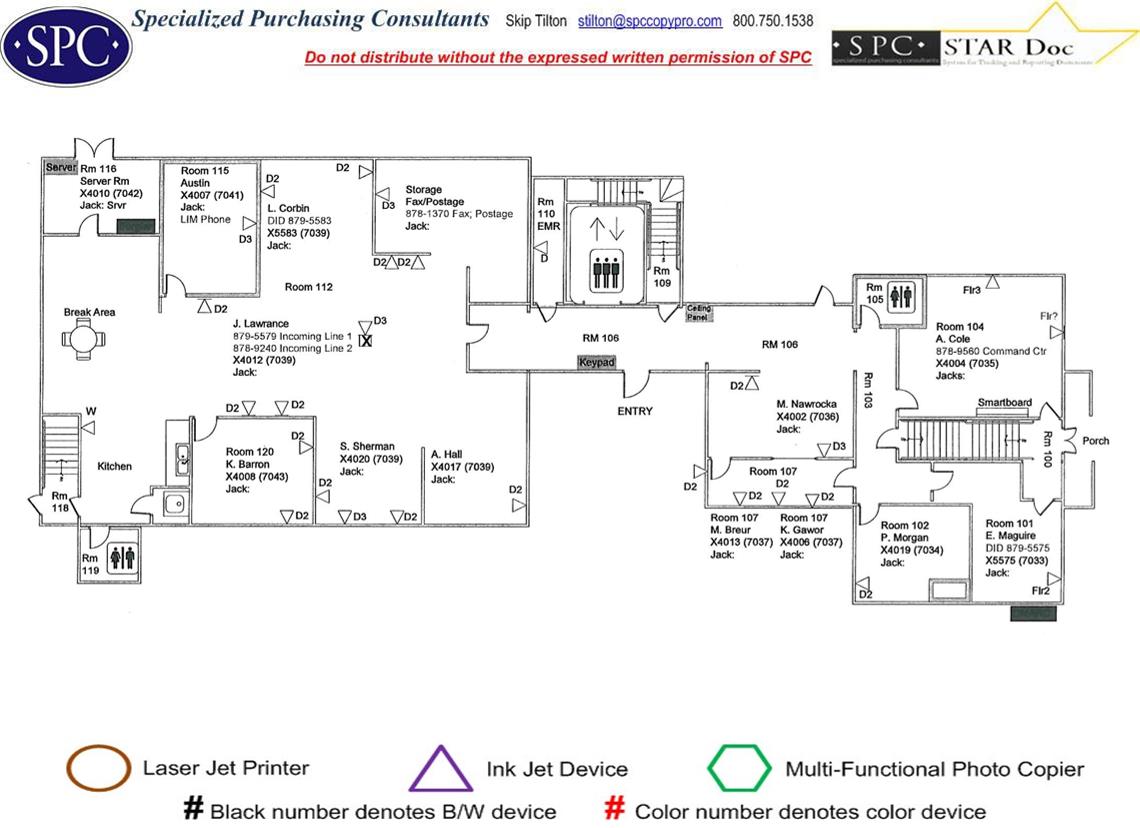 SPC
Specialized Purchasing Consultants Skip Tilton stilton@spccopypro.com 800.750.1538
Do not distribute without the expressed written permission of SPC
SPC STAR Doc
specialized purchasing consultants System for Tracking and Reporting Documents
Server
Rm 116
Server Rm
X4010 (7042)
Jack: Srvr
Room 115
Austin
X4007 (7041)
Jack:
LIM Phone
D3
D2
D2
L. Corbin
DID 879-5583
X5583 (7039)
Jack:
D2
D3
Storage
Fax/Postage
878-1370 Fax; Postage
Jack:
D2 D2
Rm
110
EMR
D
Rm
109
Room 112
Break Area
J. Lawrance
879-5579 Incoming Line 1
878-9240 Incoming Line 2
X4012 (7039)
Jack:
D3
X
RM 106
Keypad
ENTRY
Ceiling
Panel
RM 106
Rm
105
Flr3
Flr?
Room 104
A. Cole
878-9560 Command Ctr
X4004 (7035)
Jacks:
Smartboard
Rm 103
D2
M. Nawrocka
X4002 (7036)
Jack:
D3
Rm 100
Porch
W
Kitchen
Rm
118
Rm
119
D2 D2
Room 120
K. Barron
X4008 (7043)
Jack:
D2
D2
S. Sherman
X4020 (7039)
Jack:
D2
D3
D2
A. Hall
X4017 (7039)
Jack:
D2
D2
Room 107
D2
D2
D2
Room 107
M. Breur
X4013 (7037)
Jack:
Room 107
K. Gawor
X4006 (7037)
Jack:
Room 102
P. Morgan
X4019 (7034)
Jack:
D2
Room 101
E. Maguire
DID 879-5575
X5575 (7033)
Jack:
Flr2
Laser Jet Printer
Ink Jet Device
Multi-Functional Photo Copier
# Black number denotes B/W device
# Color number denotes color device